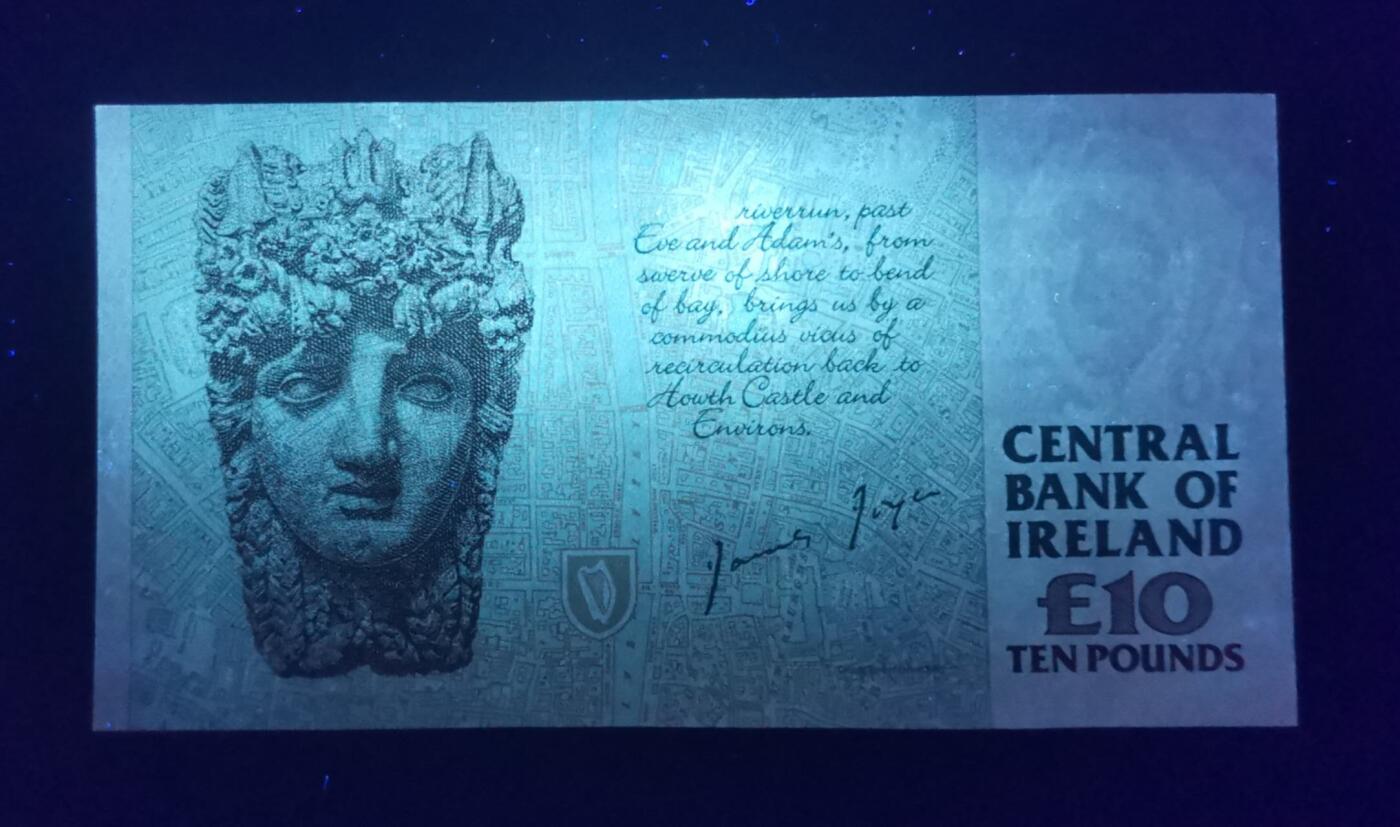 riverrun, past
Eve and Adam's, from
swerve of shore to bend
of bay, brings us by a
commodius vicus of
recirculation back to
Howth Castle and
Environs.
James Joyce
CENTRAL
BANK OF
IRELAND
£10
TEN POUNDS